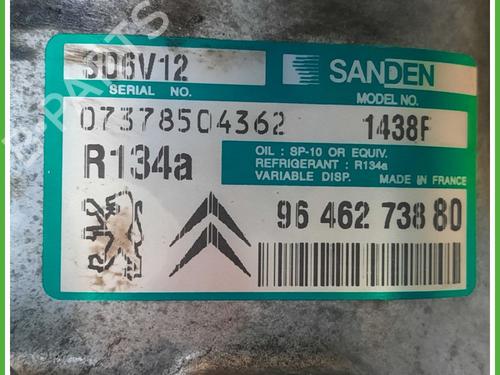 SD6V12
SANDEN
SERIAL NO.
MODEL NO.
07378504362
1438F
R134a
OIL : SP-10 OR EQUIV.
REFRIGERANT : R134a
VARIABLE DISP. MADE IN FRANCE
96 462 738 80